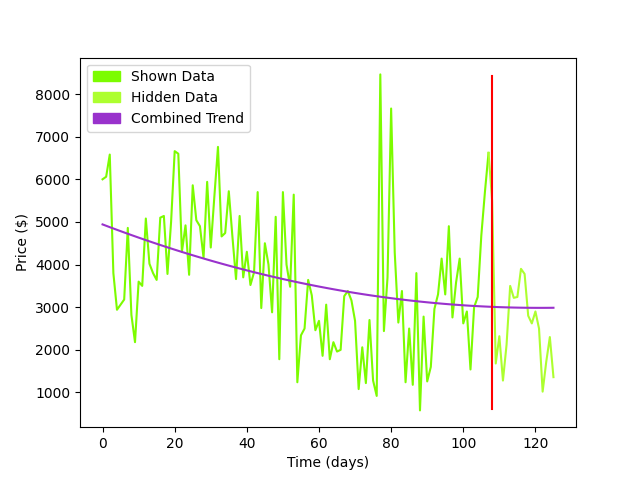 Shown Data
Hidden Data
Combined Trend
8000
7000
6000
5000
4000
3000
2000
1000
Price ($)
0 20 40 60 80 100 120
Time (days)